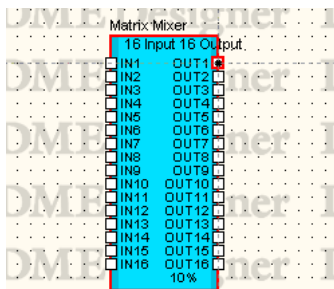 DME Designer
Matrix Mixer
16 Input 16 Output
IN1 OUT1
IN2 OUT2
IN3 OUT3
IN4 OUT4
IN5 OUT5
IN6 OUT6
IN7 OUT7
IN8 OUT8
IN9 OUT9
IN10 OUT10
IN11 OUT11
IN12 OUT12
IN13 OUT13
IN14 OUT14
IN15 OUT15
IN16 OUT16
10%